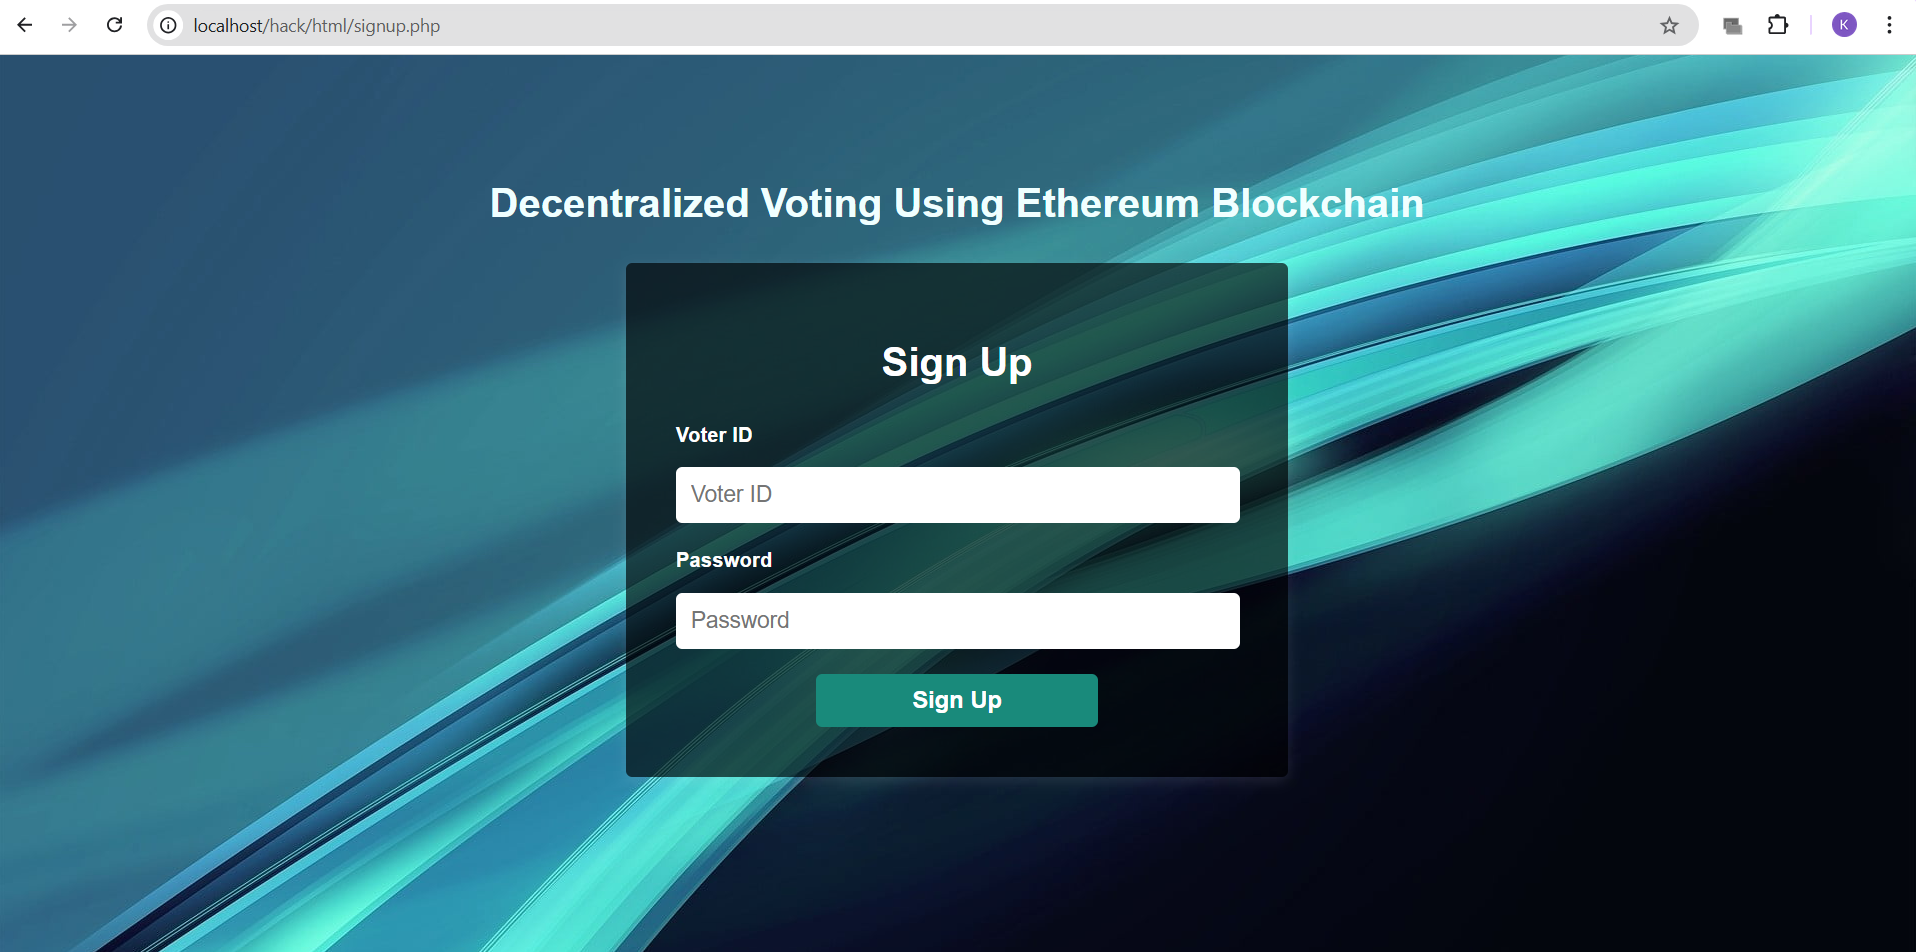 localhost/hack/html/signup.php
K
Decentralized Voting Using Ethereum Blockchain
Sign Up
Voter ID
Voter ID
Password
Password
Sign Up